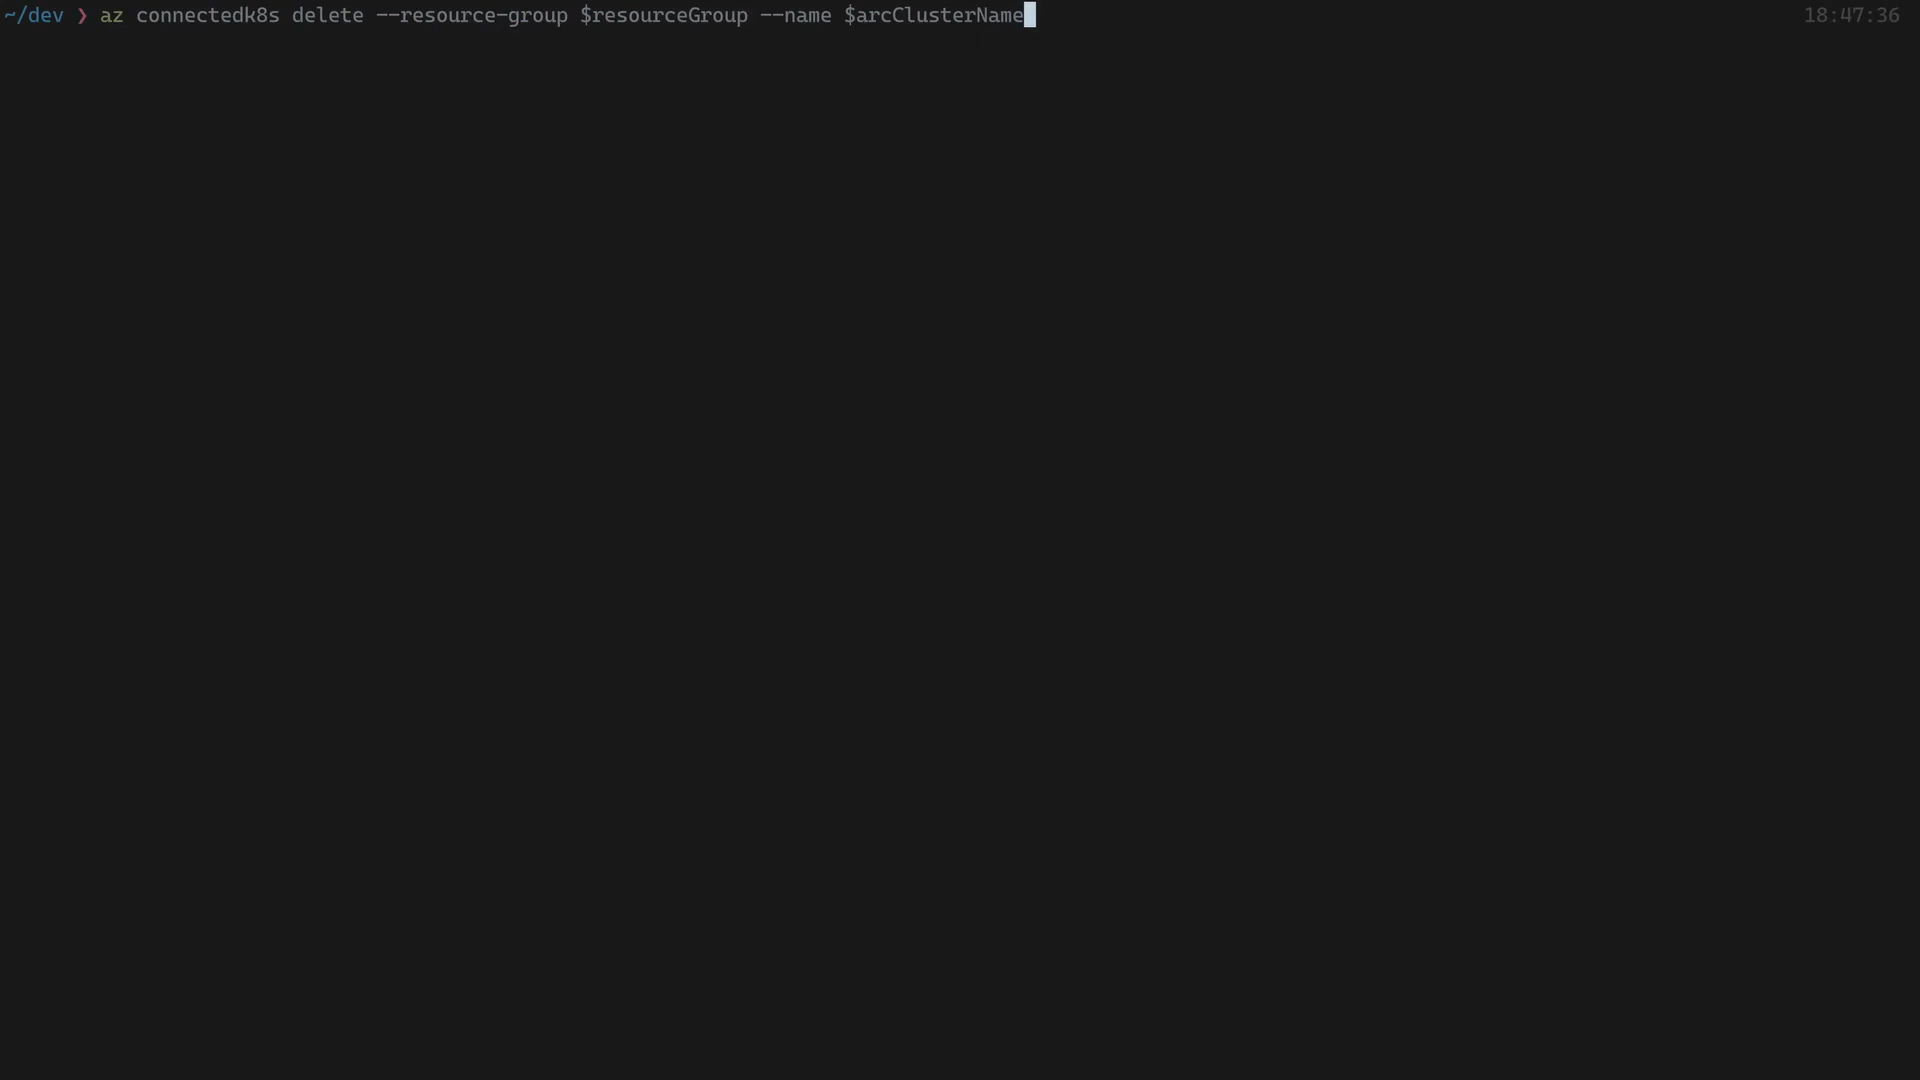 ~/dev ❯ az connectedk8s delete --resource-group $resourceGroup --name $arcClusterName 18:47:36